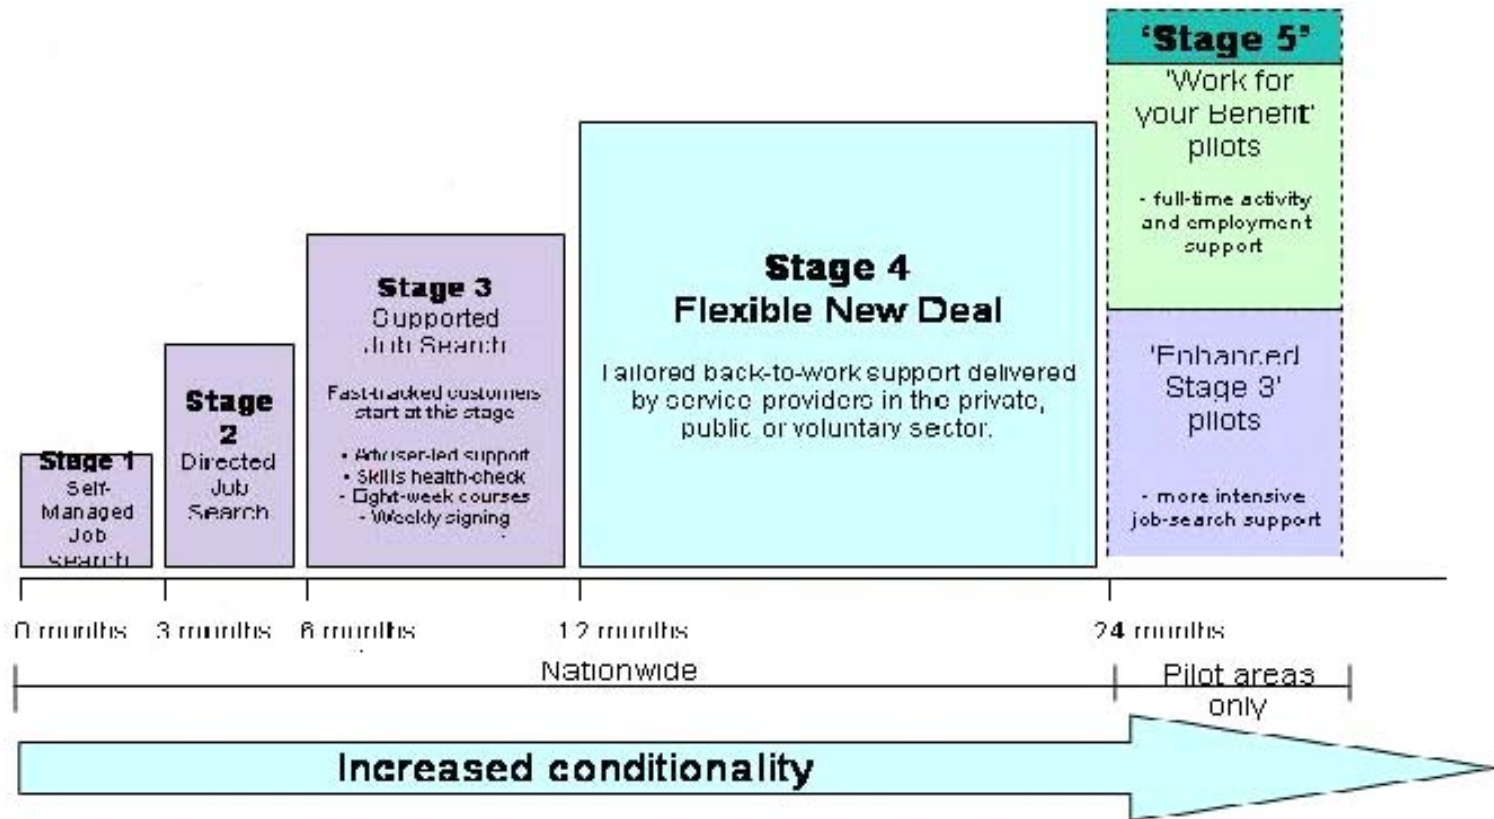 Stage 1
Self-
Managed
Job
Search
Stage
2
Directed
Job
Search
Stage 3
Supported
Job Search
Fast-tracked customers
start at this stage
• Adviser-led support
• Skills health-check
- Eight-week courses
- Weekly signing
Stage 4
Flexible New Deal
Tailored back-to-work support delivered
by service providers in the private,
public or voluntary sector.
‘Stage 5’
'Work for
your Benefit'
pilots
- full-time activity
and employment
support
'Enhanced
Stage 3'
pilots
- more intensive
job-search support
0 months 3 months 6 months 12 months 24 months
Nationwide
Pilot areas
only
Increased conditionality